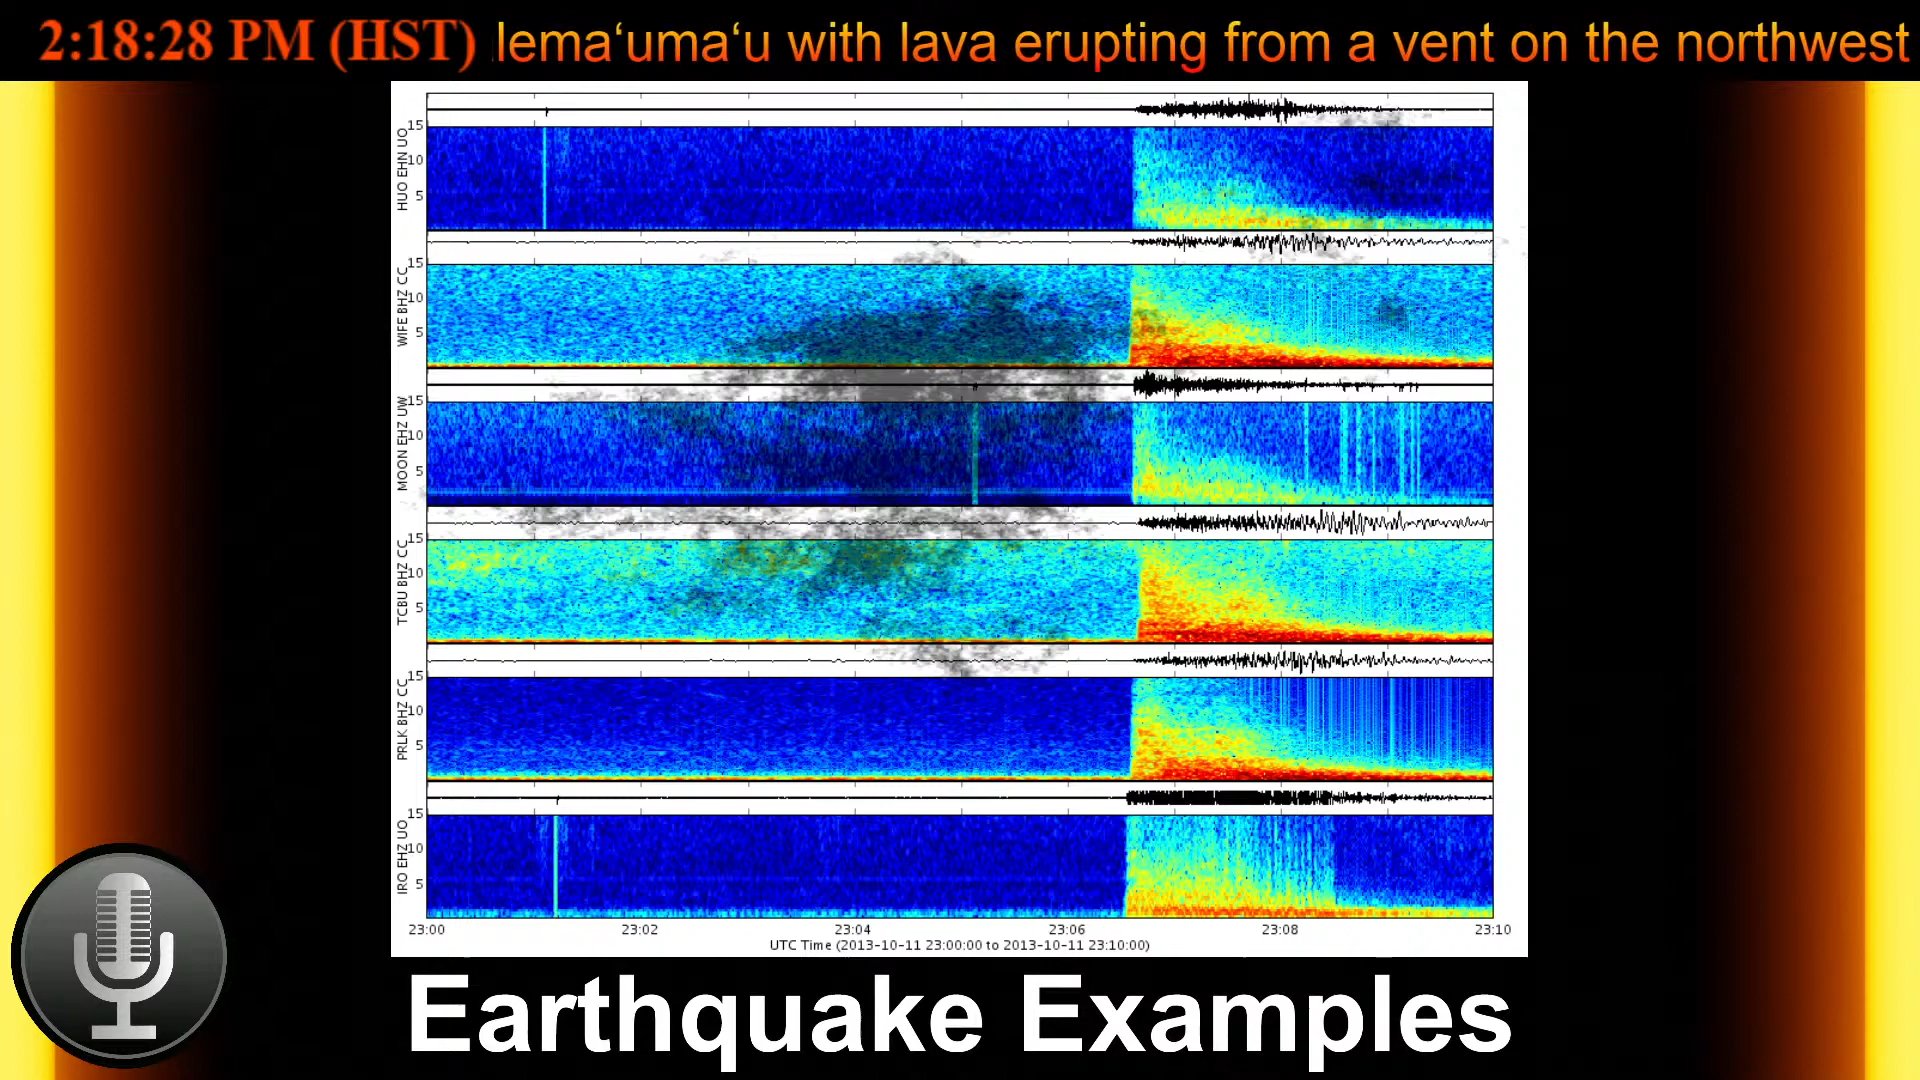 2:18:28 PM (HST) lemaʻumaʻu with lava erupting from a vent on the northwest
15
10
5
HUO EHN UO
15
10
5
WIFE BHZ CC
15
10
5
MOON EHZ UW
15
10
5
TCBU BHZ CC
15
10
5
PRLK BHZ CC
15
10
5
IRO EHZ UO
23:00 23:02 23:04 23:06 23:08 23:10
UTC Time (2013-10-11 23:00:00 to 2013-10-11 23:10:00)
Earthquake Examples